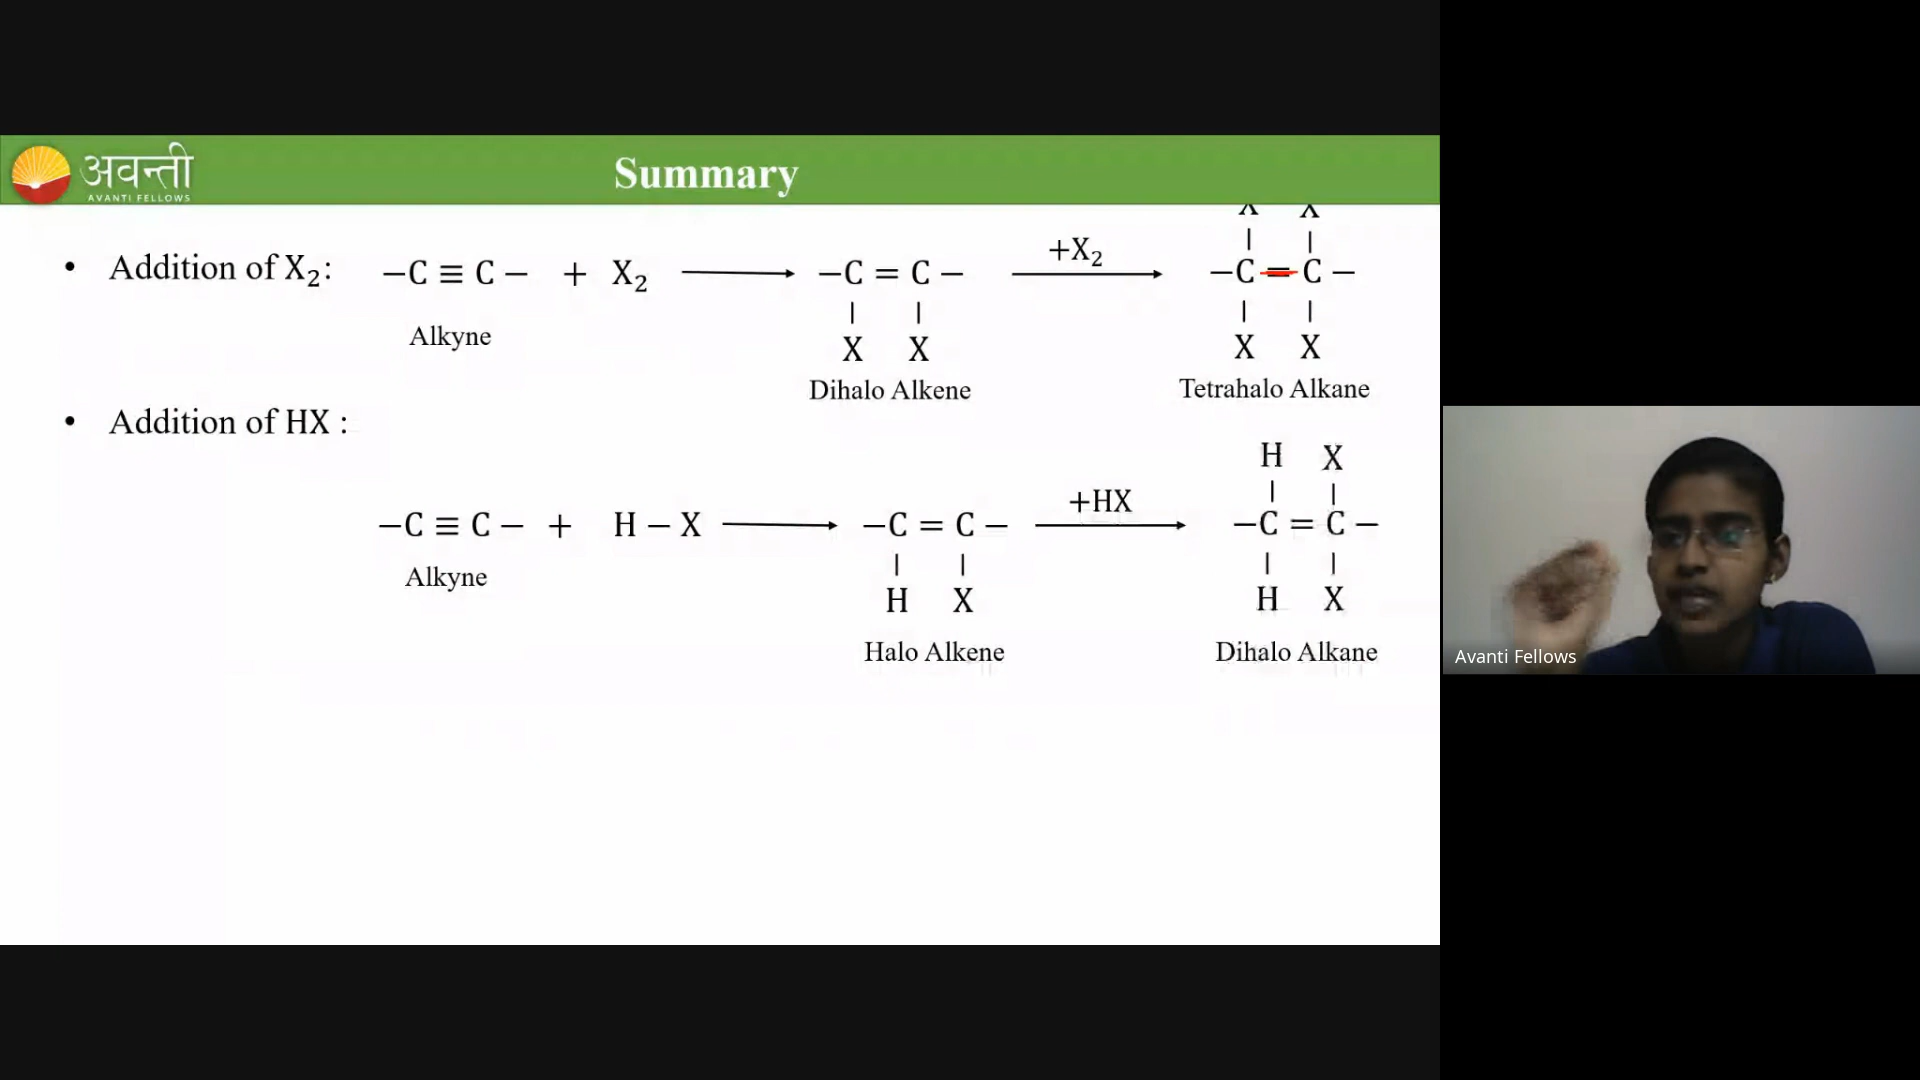 अवन्ती
AVANTI FELLOWS
Summary
• Addition of X₂: −C ≡ C − + X₂ ⟶ −C = C − +X₂ ⟶ −C = C −
X X
| | | |
X X X X
Alkyne Dihalo Alkene Tetrahalo Alkane
• Addition of HX :
H X
| |
−C ≡ C − + H − X ⟶ −C = C − +HX ⟶ −C = C −
| | | |
H X H X
Alkyne Halo Alkene Dihalo Alkane
Avanti Fellows